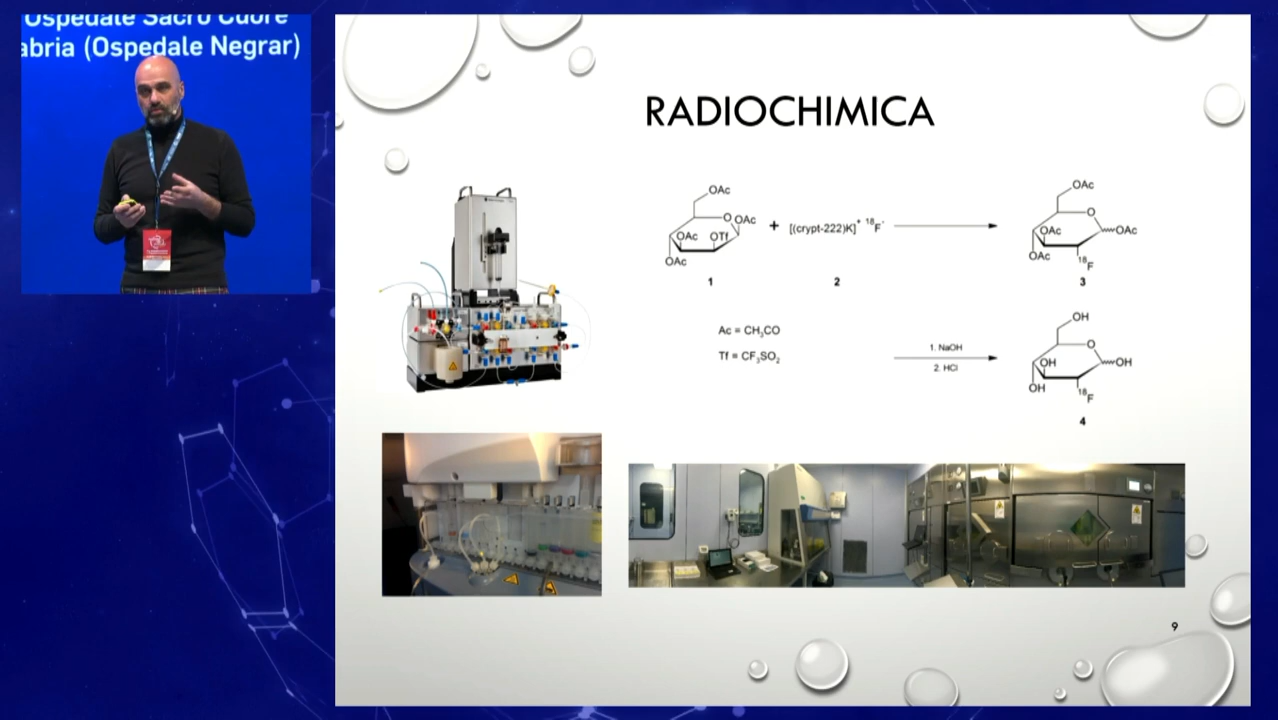 Ospedale Sacro Cuore
abria (Ospedale Negrar)
RADIOCHIMICA
OAc
O
OAc
OAc
OTf
OAc
1
+
[(crypt-222)K]⁺ ¹⁸F⁻
2
OAc
O
OAc
OAc
OAc
¹⁸F
3
Ac = CH₃CO
Tf = CF₃SO₂
1. NaOH
2. HCl
OH
O
OH
OH
OH
¹⁸F
4
9